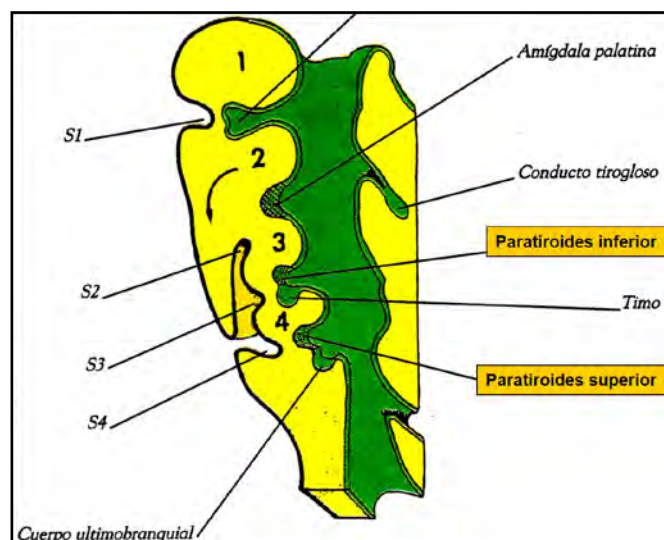 1
Amígdala palatina
S1
2
Conducto tirogloso
3
Paratiroides inferior
S2
Timo
4
S3
Paratiroides superior
S4
Cuerpo ultimobranquial